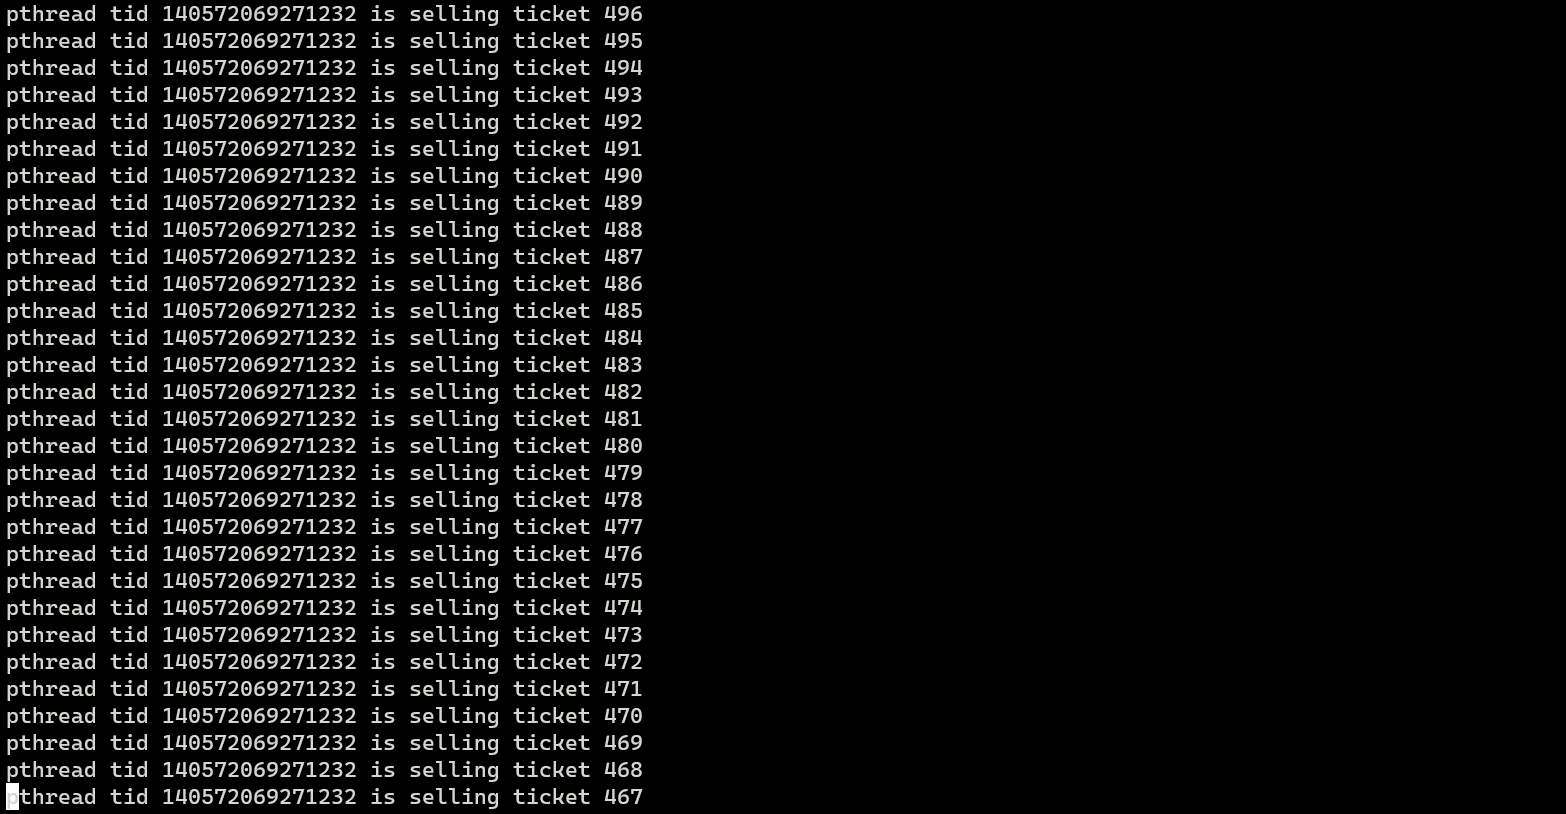 pthread tid 140572069271232 is selling ticket 496
pthread tid 140572069271232 is selling ticket 495
pthread tid 140572069271232 is selling ticket 494
pthread tid 140572069271232 is selling ticket 493
pthread tid 140572069271232 is selling ticket 492
pthread tid 140572069271232 is selling ticket 491
pthread tid 140572069271232 is selling ticket 490
pthread tid 140572069271232 is selling ticket 489
pthread tid 140572069271232 is selling ticket 488
pthread tid 140572069271232 is selling ticket 487
pthread tid 140572069271232 is selling ticket 486
pthread tid 140572069271232 is selling ticket 485
pthread tid 140572069271232 is selling ticket 484
pthread tid 140572069271232 is selling ticket 483
pthread tid 140572069271232 is selling ticket 482
pthread tid 140572069271232 is selling ticket 481
pthread tid 140572069271232 is selling ticket 480
pthread tid 140572069271232 is selling ticket 479
pthread tid 140572069271232 is selling ticket 478
pthread tid 140572069271232 is selling ticket 477
pthread tid 140572069271232 is selling ticket 476
pthread tid 140572069271232 is selling ticket 475
pthread tid 140572069271232 is selling ticket 474
pthread tid 140572069271232 is selling ticket 473
pthread tid 140572069271232 is selling ticket 472
pthread tid 140572069271232 is selling ticket 471
pthread tid 140572069271232 is selling ticket 470
pthread tid 140572069271232 is selling ticket 469
pthread tid 140572069271232 is selling ticket 468
pthread tid 140572069271232 is selling ticket 467